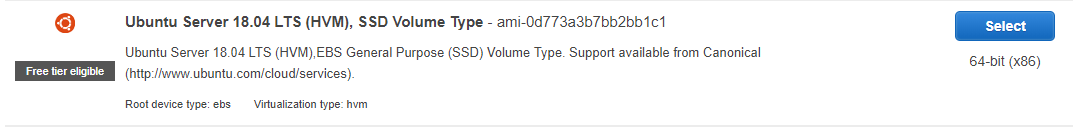 Ubuntu Server 18.04 LTS (HVM), SSD Volume Type - ami-0d773a3b7bb2bb1c1
Select
Ubuntu Server 18.04 LTS (HVM),EBS General Purpose (SSD) Volume Type. Support available from Canonical
64-bit (x86)
Free tier eligible
(http://www.ubuntu.com/cloud/services).
Root device type: ebs Virtualization type: hvm